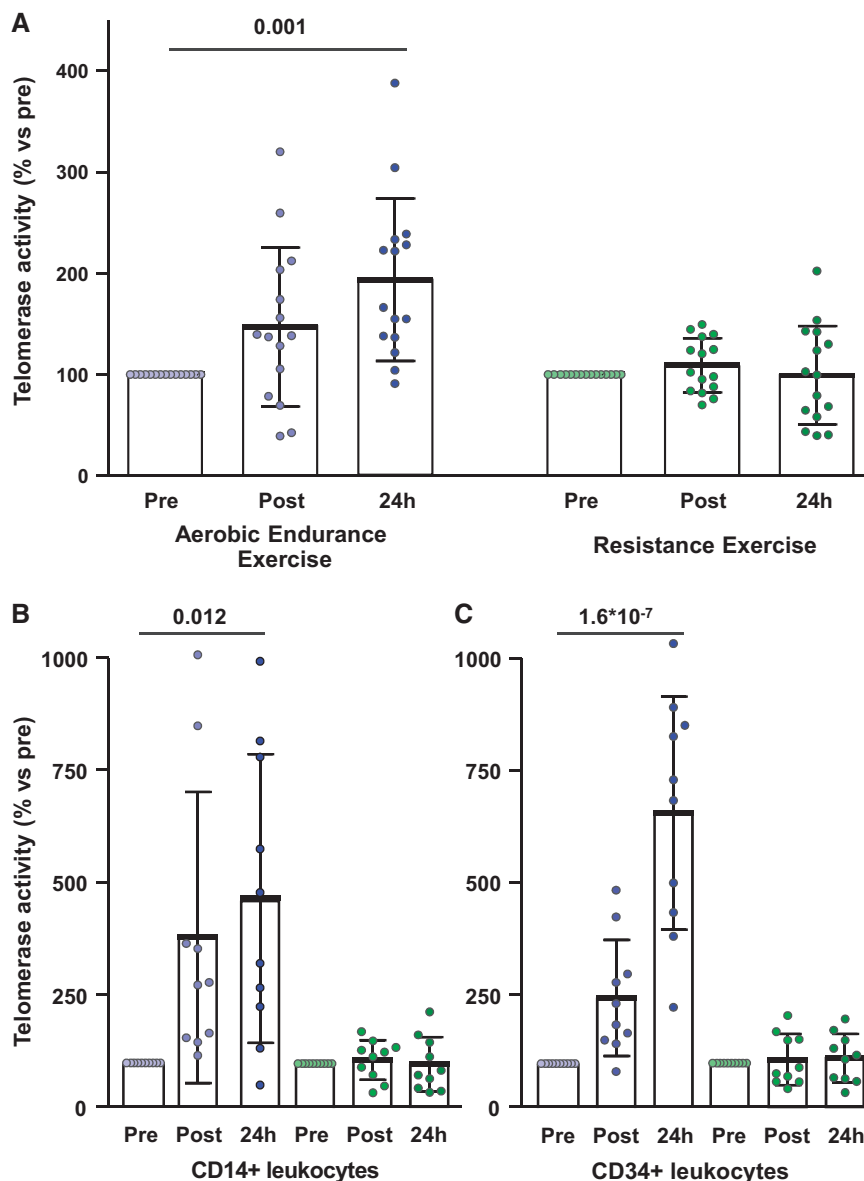 A
0.001
Telomerase activity (% vs pre)
400
300
200
100
0
Pre Post 24h Pre Post 24h
Aerobic Endurance
Exercise
Resistance Exercise
B
0.012
Telomerase activity (% vs pre)
1000
750
500
250
0
Pre Post 24h Pre Post 24h
CD14+ leukocytes
C
1.6*10-7
1000
750
500
250
0
Pre Post 24h Pre Post 24h
CD34+ leukocytes